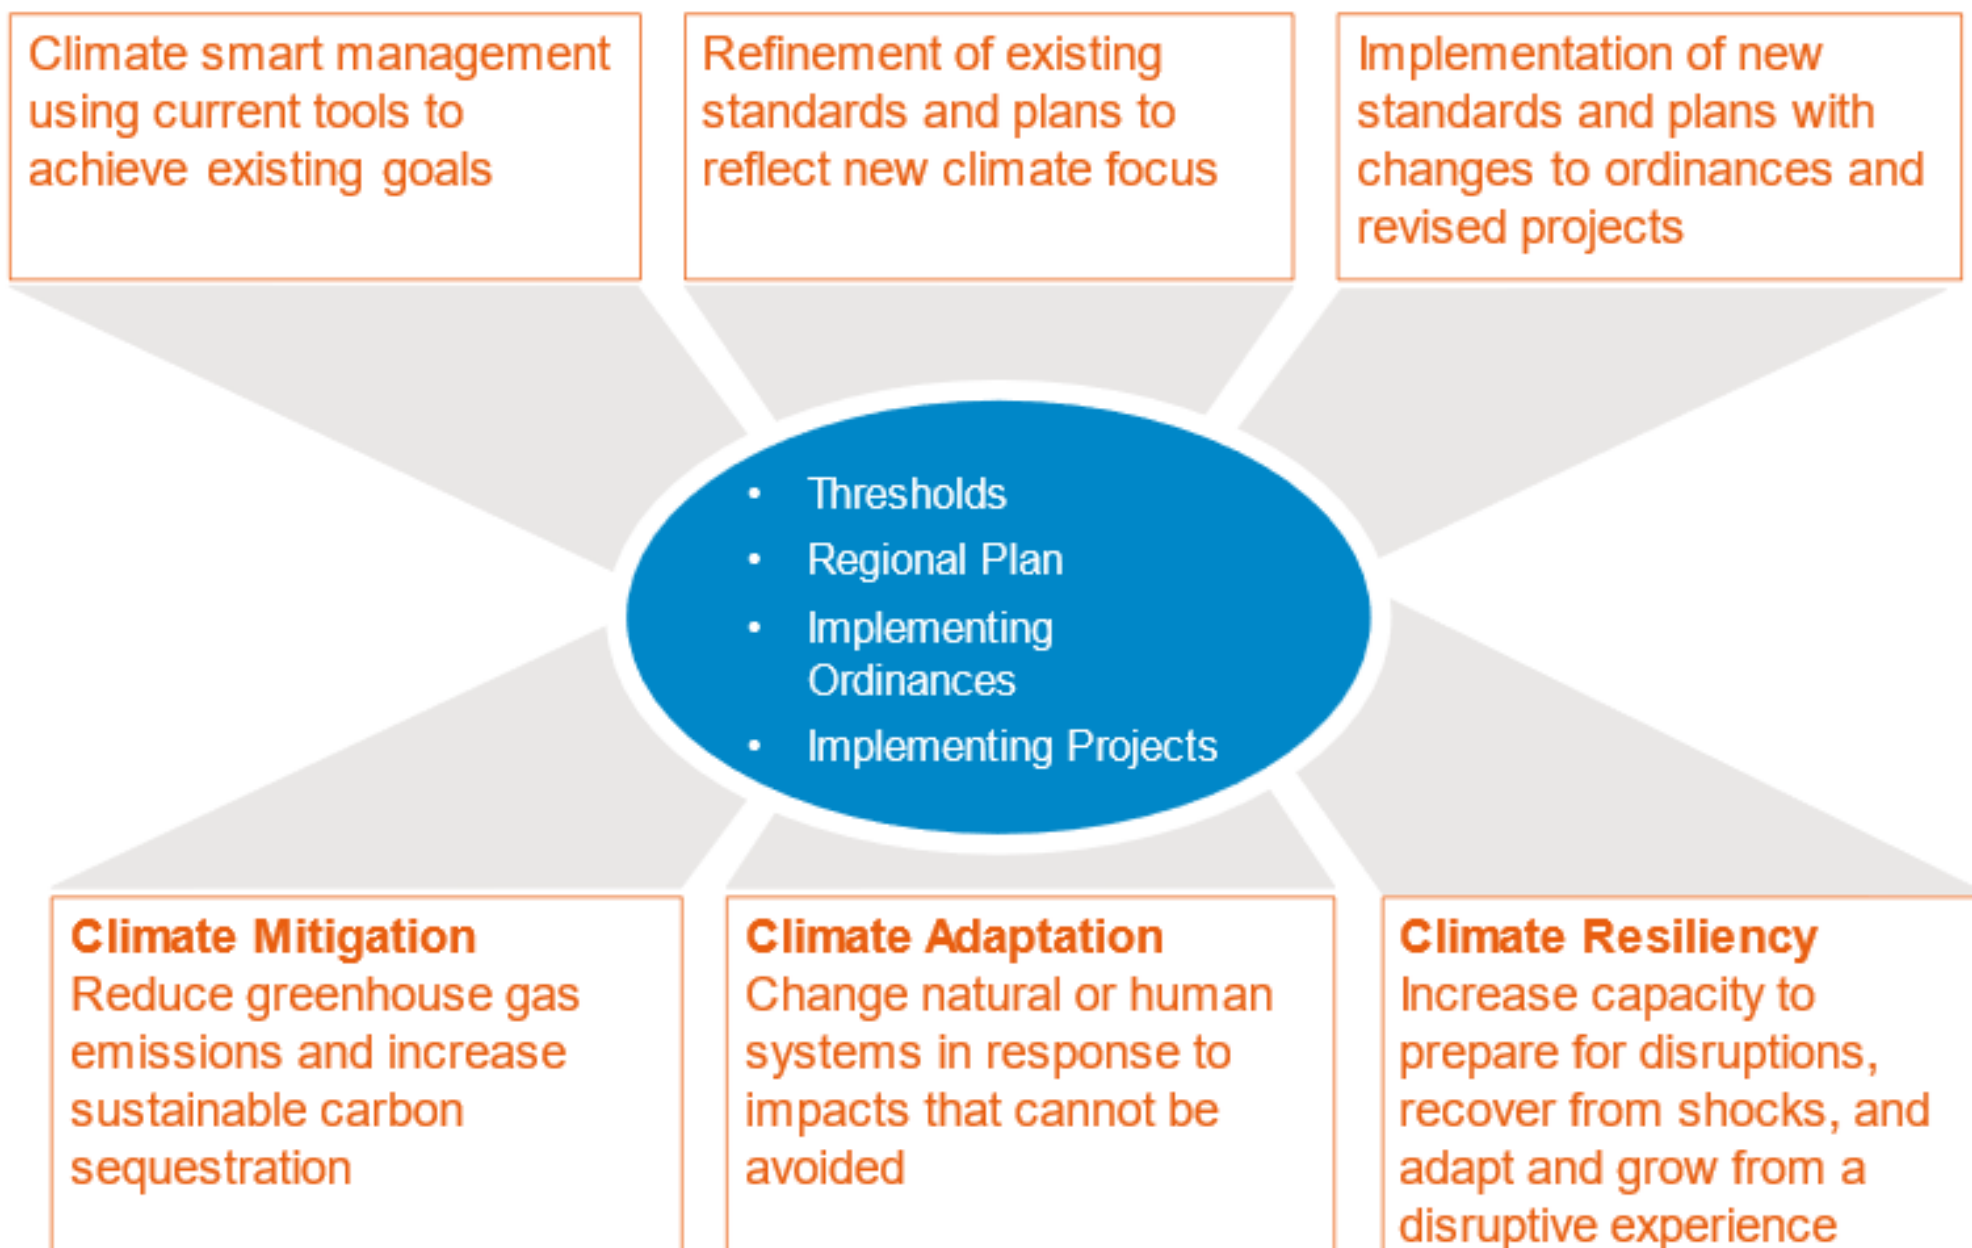 Climate smart management
using current tools to
achieve existing goals
Refinement of existing
standards and plans to
reflect new climate focus
Implementation of new
standards and plans with
changes to ordinances and
revised projects
• Thresholds
• Regional Plan
• Implementing
Ordinances
• Implementing Projects
Climate Mitigation
Reduce greenhouse gas
emissions and increase
sustainable carbon
sequestration
Climate Adaptation
Change natural or human
systems in response to
impacts that cannot be
avoided
Climate Resiliency
Increase capacity to
prepare for disruptions,
recover from shocks, and
adapt and grow from a
disruptive experience